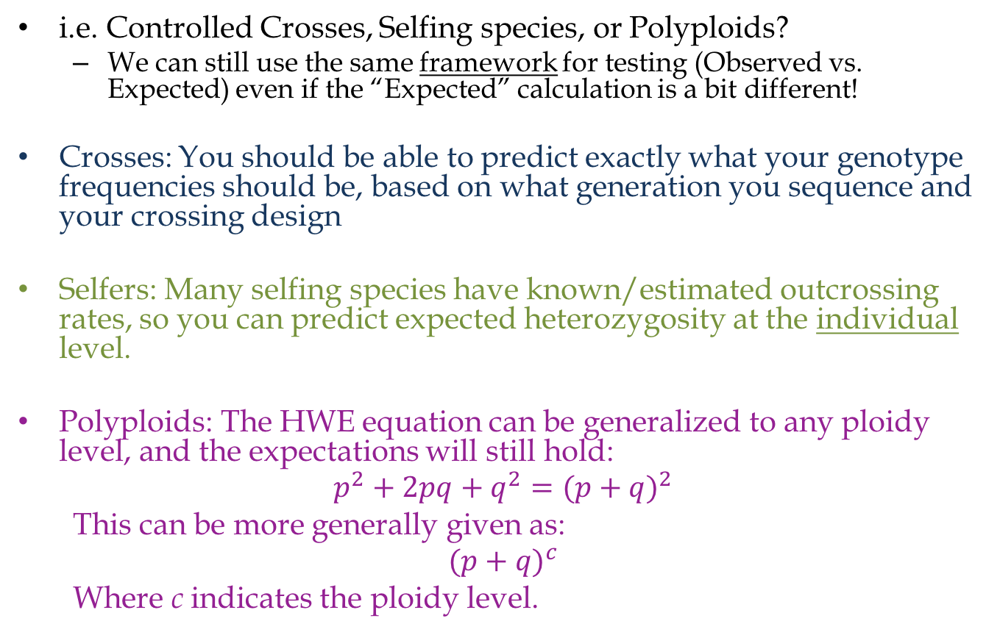 • i.e. Controlled Crosses, Selfing species, or Polyploids?
– We can still use the same framework for testing (Observed vs.
Expected) even if the “Expected” calculation is a bit different!
• Crosses: You should be able to predict exactly what your genotype
frequencies should be, based on what generation you sequence and
your crossing design
• Selfers: Many selfing species have known/estimated outcrossing
rates, so you can predict expected heterozygosity at the individual
level.
• Polyploids: The HWE equation can be generalized to any ploidy
level, and the expectations will still hold:
p² + 2pq + q² = (p + q)²
This can be more generally given as:
(p + q)ᶜ
Where c indicates the ploidy level.